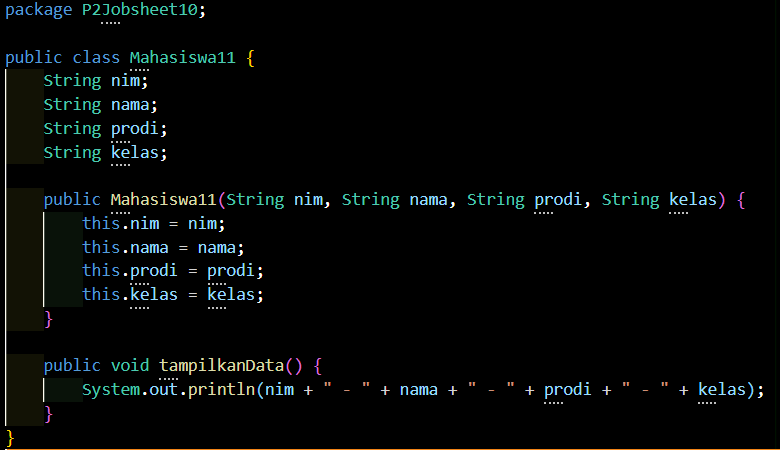 package P2Jobsheet10;
public class Mahasiswa11 {
String nim;
String nama;
String prodi;
String kelas;
public Mahasiswa11(String nim, String nama, String prodi, String kelas) {
this.nim = nim;
this.nama = nama;
this.prodi = prodi;
this.kelas = kelas;
}
public void tampilkanData() {
System.out.println(nim + " - " + nama + " - " + prodi + " - " + kelas);
}
}